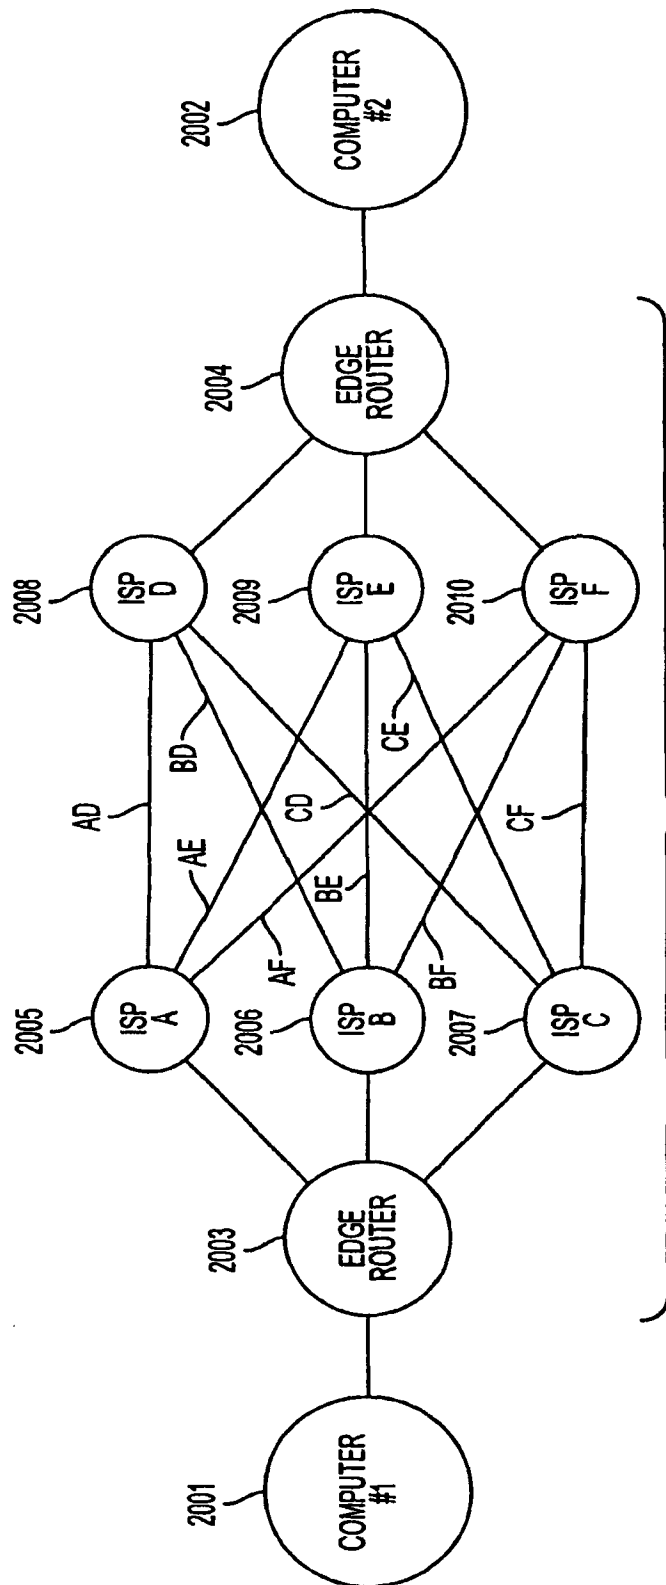 2001
COMPUTER
#1
2003
EDGE
ROUTER
2005
ISP
A
2006
ISP
B
2007
ISP
C
AD
AE
AF
BD
BE
BF
CD
CE
CF
2008
ISP
D
2009
ISP
E
2010
ISP
F
2004
EDGE
ROUTER
2002
COMPUTER
#2